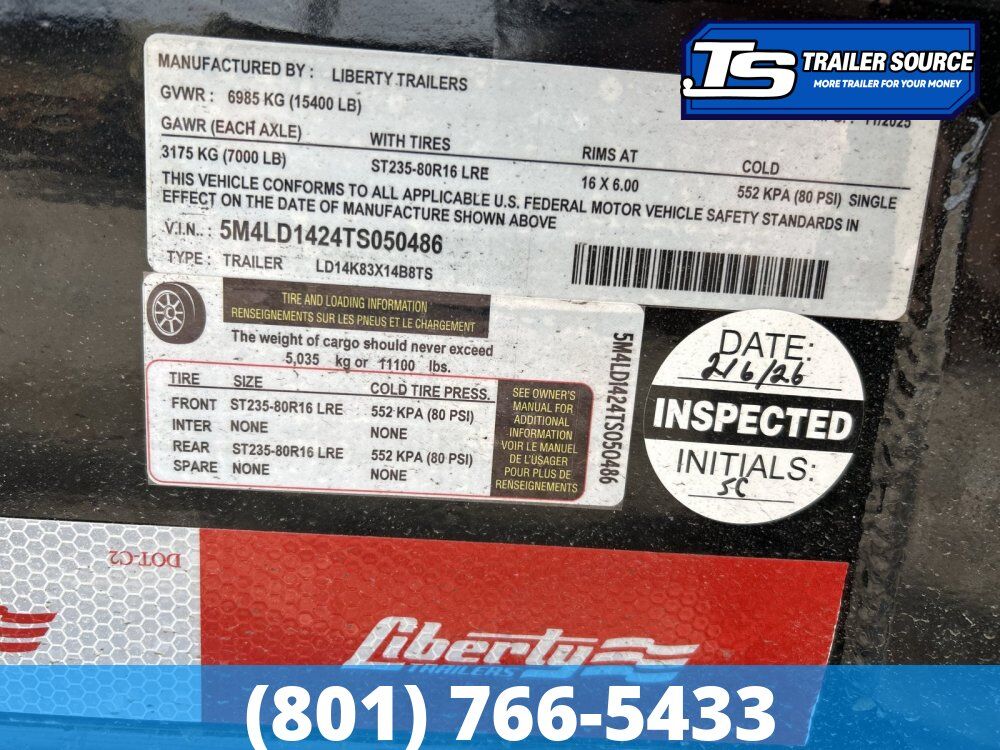 TS TRAILER SOURCE
MORE TRAILER FOR YOUR MONEY
MANUFACTURED BY : LIBERTY TRAILERS
11/2025
GVWR : 6985 KG (15400 LB)
GAWR (EACH AXLE) WITH TIRES RIMS AT COLD
3175 KG (7000 LB) ST235-80R16 LRE 16 X 6.00 552 KPA (80 PSI) SINGLE
THIS VEHICLE CONFORMS TO ALL APPLICABLE U.S. FEDERAL MOTOR VEHICLE SAFETY STANDARDS IN
EFFECT ON THE DATE OF MANUFACTURE SHOWN ABOVE
V.I.N.: 5M4LD1424TS050486
TYPE : TRAILER LD14K83X14B8TS
TIRE AND LOADING INFORMATION
RENSEIGNEMENTS SUR LES PNEUS ET LE CHARGEMENT
The weight of cargo should never exceed
5,035 kg or 11100 lbs.
TIRE SIZE COLD TIRE PRESS.
FRONT ST235-80R16 LRE 552 KPA (80 PSI)
INTER NONE NONE
REAR ST235-80R16 LRE 552 KPA (80 PSI)
SPARE NONE NONE
SEE OWNER'S
MANUAL FOR
ADDITIONAL
INFORMATION
VOIR LE MANUEL
DE L'USAGER
POUR PLUS DE
RENSEIGNEMENTS
5M4LD1424TS050486
DATE:
2/6/26
INSPECTED
INITIALS:
SC
DOT-C2
Liberty
TRAILERS
(801) 766-5433